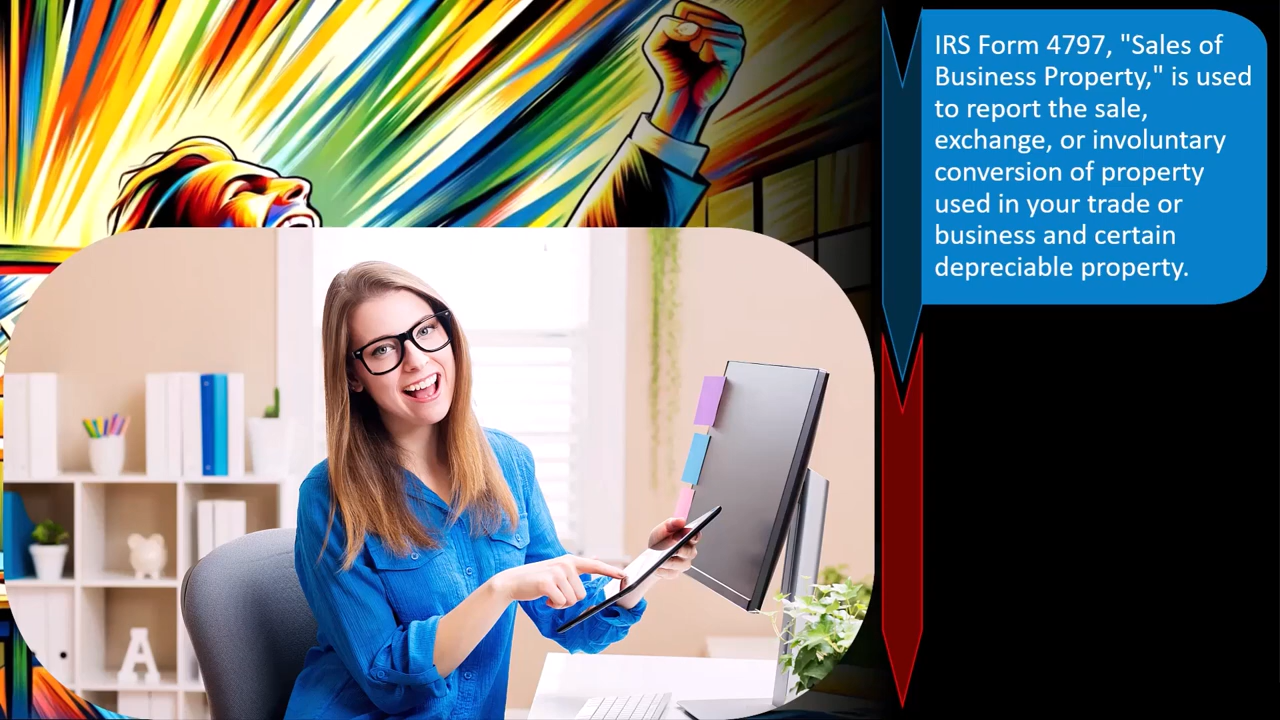 IRS Form 4797, "Sales of
Business Property," is used
to report the sale,
exchange, or involuntary
conversion of property
used in your trade or
business and certain
depreciable property.
A